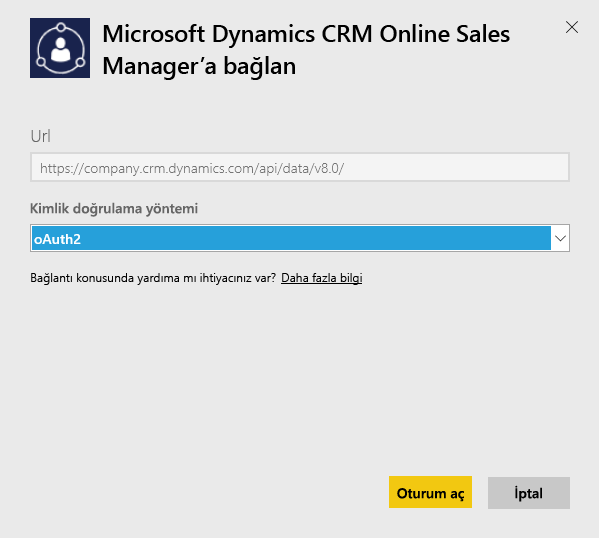 Microsoft Dynamics CRM Online Sales
Manager’a bağlan
Url
https://company.crm.dynamics.com/api/data/v8.0/
Kimlik doğrulama yöntemi
oAuth2
Bağlantı konusunda yardıma mı ihtiyacınız var? Daha fazla bilgi
Oturum aç İptal